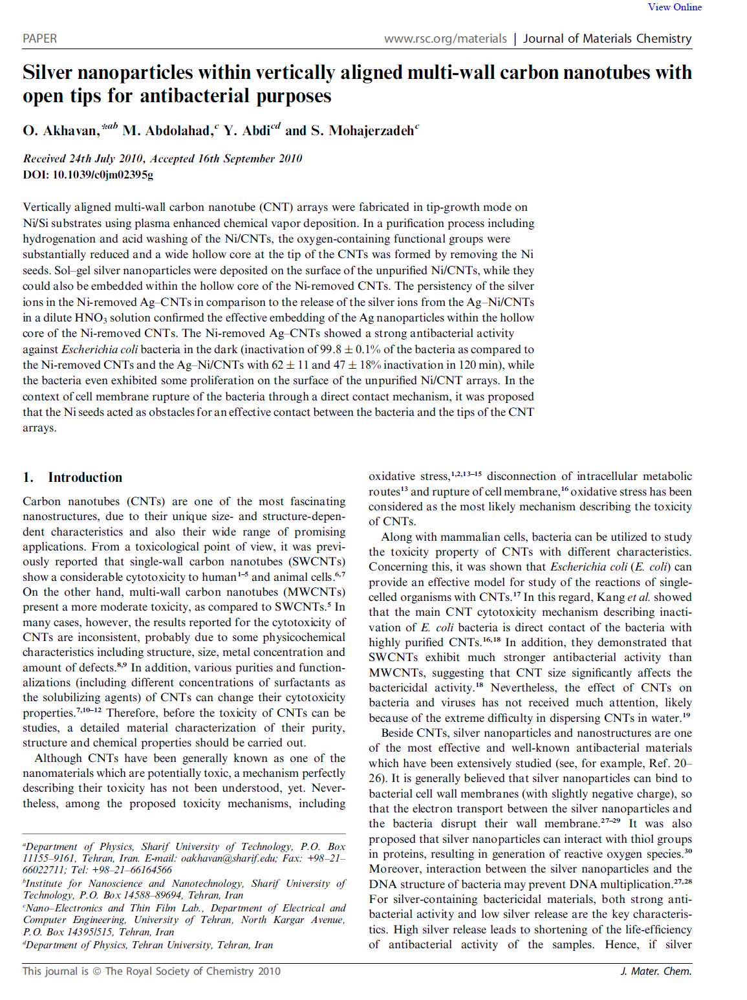 View Online
PAPER
www.rsc.org/materials | Journal of Materials Chemistry
Silver nanoparticles within vertically aligned multi-wall carbon nanotubes with
open tips for antibacterial purposes
O. Akhavan,*ab M. Abdolahad,c Y. Abdicd and S. Mohajerzadehc
Received 24th July 2010, Accepted 16th September 2010
DOI: 10.1039/c0jm02395g
Vertically aligned multi-wall carbon nanotube (CNT) arrays were fabricated in tip-growth mode on
Ni/Si substrates using plasma enhanced chemical vapor deposition. In a purification process including
hydrogenation and acid washing of the Ni/CNTs, the oxygen-containing functional groups were
substantially reduced and a wide hollow core at the tip of the CNTs was formed by removing the Ni
seeds. Sol–gel silver nanoparticles were deposited on the surface of the unpurified Ni/CNTs, while they
could also be embedded within the hollow core of the Ni-removed CNTs. The persistency of the silver
ions in the Ni-removed Ag–CNTs in comparison to the release of the silver ions from the Ag–Ni/CNTs
in a dilute HNO3 solution confirmed the effective embedding of the Ag nanoparticles within the hollow
core of the Ni-removed CNTs. The Ni-removed Ag–CNTs showed a strong antibacterial activity
against Escherichia coli bacteria in the dark (inactivation of 99.8 ± 0.1% of the bacteria as compared to
the Ni-removed CNTs and the Ag–Ni/CNTs with 62 ± 11 and 47 ± 18% inactivation in 120 min), while
the bacteria even exhibited some proliferation on the surface of the unpurified Ni/CNT arrays. In the
context of cell membrane rupture of the bacteria through a direct contact mechanism, it was proposed
that the Ni seeds acted as obstacles for an effective contact between the bacteria and the tips of the CNT
arrays.
1. Introduction
Carbon nanotubes (CNTs) are one of the most fascinating
nanostructures, due to their unique size- and structure-depen-
dent characteristics and also their wide range of promising
applications. From a toxicological point of view, it was previ-
ously reported that single-wall carbon nanotubes (SWCNTs)
show a considerable cytotoxicity to human1–5 and animal cells.6,7
On the other hand, multi-wall carbon nanotubes (MWCNTs)
present a more moderate toxicity, as compared to SWCNTs.5 In
many cases, however, the results reported for the cytotoxicity of
CNTs are inconsistent, probably due to some physicochemical
characteristics including structure, size, metal concentration and
amount of defects.8,9 In addition, various purities and function-
alizations (including different concentrations of surfactants as
the solubilizing agents) of CNTs can change their cytotoxicity
properties.7,10–12 Therefore, before the toxicity of CNTs can be
studies, a detailed material characterization of their purity,
structure and chemical properties should be carried out.
Although CNTs have been generally known as one of the
nanomaterials which are potentially toxic, a mechanism perfectly
describing their toxicity has not been understood, yet. Never-
theless, among the proposed toxicity mechanisms, including
aDepartment of Physics, Sharif University of Technology, P.O. Box
11155–9161, Tehran, Iran. E-mail: oakhavan@sharif.edu; Fax: +98–21–
66022711; Tel: +98–21–66164566
bInstitute for Nanoscience and Nanotechnology, Sharif University of
Technology, P.O. Box 14588–89694, Tehran, Iran
cNano–Electronics and Thin Film Lab., Department of Electrical and
Computer Engineering, University of Tehran, North Kargar Avenue,
P.O. Box 14395/515, Tehran, Iran
dDepartment of Physics, Tehran University, Tehran, Iran
oxidative stress,1,2,13–15 disconnection of intracellular metabolic
routes13 and rupture of cell membrane,16 oxidative stress has been
considered as the most likely mechanism describing the toxicity
of CNTs.
Along with mammalian cells, bacteria can be utilized to study
the toxicity property of CNTs with different characteristics.
Concerning this, it was shown that Escherichia coli (E. coli) can
provide an effective model for study of the reactions of single-
celled organisms with CNTs.17 In this regard, Kang et al. showed
that the main CNT cytotoxicity mechanism describing inacti-
vation of E. coli bacteria is direct contact of the bacteria with
highly purified CNTs.16,18 In addition, they demonstrated that
SWCNTs exhibit much stronger antibacterial activity than
MWCNTs, suggesting that CNT size significantly affects the
bactericidal activity.18 Nevertheless, the effect of CNTs on
bacteria and viruses has not received much attention, likely
because of the extreme difficulty in dispersing CNTs in water.19
Beside CNTs, silver nanoparticles and nanostructures are one
of the most effective and well-known antibacterial materials
which have been extensively studied (see, for example, Ref. 20–
26). It is generally believed that silver nanoparticles can bind to
bacterial cell wall membranes (with slightly negative charge), so
that the electron transport between the silver nanoparticles and
the bacteria disrupt their wall membrane.27–29 It was also
proposed that silver nanoparticles can interact with thiol groups
in proteins, resulting in generation of reactive oxygen species.30
Moreover, interaction between the silver nanoparticles and the
DNA structure of bacteria may prevent DNA multiplication.27,28
For silver-containing bactericidal materials, both strong anti-
bacterial activity and low silver release are the key characteris-
tics. High silver release leads to shortening of the life-efficiency
of antibacterial activity of the samples. Hence, if silver
This journal is © The Royal Society of Chemistry 2010
J. Mater. Chem.